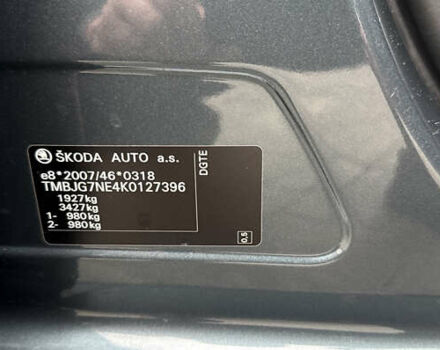 ŠKODA AUTO a.s.
DGTE
e8*2007/46*0318
TMBJG7NE4K0127396
1927kg
3427kg
1- 980kg
2- 980kg
0.5